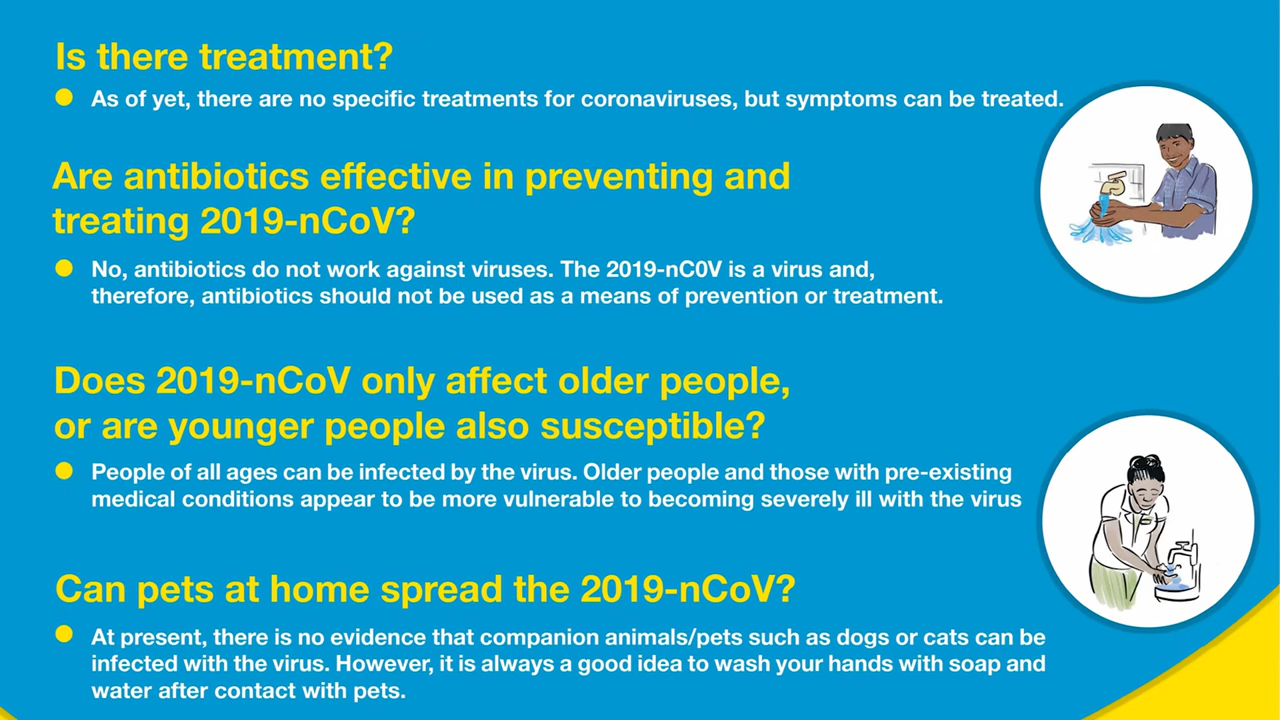 Is there treatment?
As of yet, there are no specific treatments for coronaviruses, but symptoms can be treated.
Are antibiotics effective in preventing and
treating 2019-nCoV?
No, antibiotics do not work against viruses. The 2019-nC0V is a virus and,
therefore, antibiotics should not be used as a means of prevention or treatment.
Does 2019-nCoV only affect older people,
or are younger people also susceptible?
People of all ages can be infected by the virus. Older people and those with pre-existing
medical conditions appear to be more vulnerable to becoming severely ill with the virus
Can pets at home spread the 2019-nCoV?
At present, there is no evidence that companion animals/pets such as dogs or cats can be
infected with the virus. However, it is always a good idea to wash your hands with soap and
water after contact with pets.